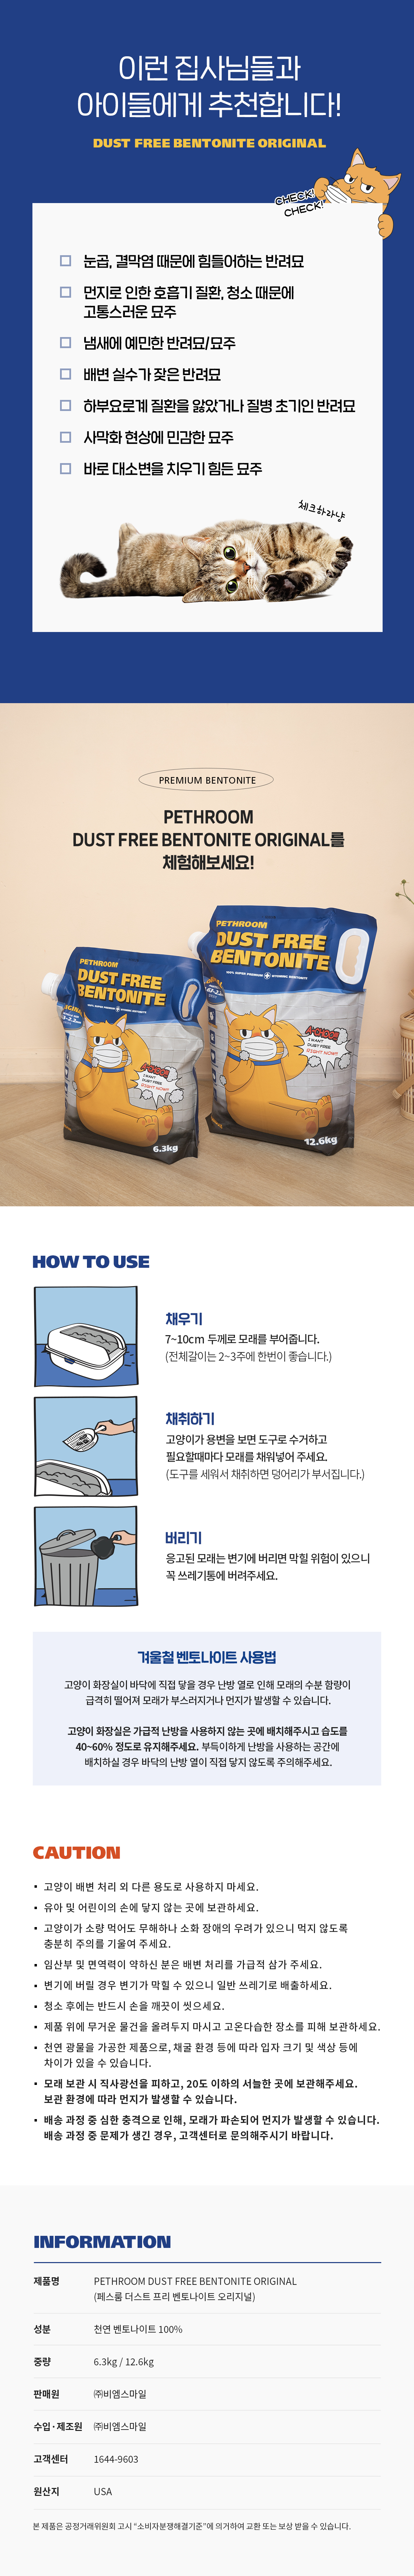 이런 집사님들과
아이들에게 추천합니다!
DUST FREE BENTONITE ORIGINAL
CHECK!
CHECK!
눈곱, 결막염 때문에 힘들어하는 반려묘
먼지로 인한 호흡기 질환, 청소 때문에
고통스러운 묘주
냄새에 예민한 반려묘/묘주
배변 실수가 잦은 반려묘
하부요로계 질환을 앓았거나 질병 초기인 반려묘
사막화 현상에 민감한 묘주
바로 대소변을 치우기 힘든 묘주
체크하라냥
PREMIUM BENTONITE
PETHROOM
DUST FREE BENTONITE ORIGINAL를
체험해보세요!
PETHROOM
DUST FREE
BENTONITE
A-CHOO!
I WANT
DUST FREE
RIGHT NOW!!
6.3kg
PETHROOM
DUST FREE
BENTONITE
A-CHOO!
I WANT
DUST FREE
RIGHT NOW!!
12.6kg
HOW TO USE
채우기
7~10cm 두께로 모래를 부어줍니다.
(전체갈이는 2~3주에 한번이 좋습니다.)
채취하기
고양이가 용변을 보면 도구로 수거하고
필요할때마다 모래를 채워넣어 주세요.
(도구를 세워서 채취하면 덩어리가 부서집니다.)
버리기
응고된 모래는 변기에 버리면 막힐 위험이 있으니
꼭 쓰레기통에 버려주세요.
겨울철 벤토나이트 사용법
고양이 화장실이 바닥에 직접 닿을 경우 난방 열로 인해 모래의 수분 함량이
급격히 떨어져 모래가 부스러지거나 먼지가 발생할 수 있습니다.
고양이 화장실은 가급적 난방을 사용하지 않는 곳에 배치해주시고 습도를
40~60% 정도로 유지해주세요. 부득이하게 난방을 사용하는 공간에
배치하실 경우 바닥의 난방 열이 직접 닿지 않도록 주의해주세요.
CAUTION
고양이 배변 처리 외 다른 용도로 사용하지 마세요.
유아 및 어린이의 손에 닿지 않는 곳에 보관하세요.
고양이가 소량 먹어도 무해하나 소화 장애의 우려가 있으니 먹지 않도록
충분히 주의를 기울여 주세요.
임산부 및 면역력이 약하신 분은 배변 처리를 가급적 삼가 주세요.
변기에 버릴 경우 변기가 막힐 수 있으니 일반 쓰레기로 배출하세요.
청소 후에는 반드시 손을 깨끗이 씻으세요.
제품 위에 무거운 물건을 올려두지 마시고 고온다습한 장소를 피해 보관하세요.
천연 광물을 가공한 제품으로, 채굴 환경 등에 따라 입자 크기 및 색상 등에
차이가 있을 수 있습니다.
모래 보관 시 직사광선을 피하고, 20도 이하의 서늘한 곳에 보관해주세요.
보관 환경에 따라 먼지가 발생할 수 있습니다.
배송 과정 중 심한 충격으로 인해, 모래가 파손되어 먼지가 발생할 수 있습니다.
배송 과정 중 문제가 생긴 경우, 고객센터로 문의해주시기 바랍니다.
INFORMATION
제품명 PETHROOM DUST FREE BENTONITE ORIGINAL
(페스룸 더스트 프리 벤토나이트 오리지널)
성분 천연 벤토나이트 100%
중량 6.3kg / 12.6kg
판매원 ㈜비엠스마일
수입·제조원 ㈜비엠스마일
고객센터 1644-9603
원산지 USA
본 제품은 공정거래위원회 고시 “소비자분쟁해결기준”에 의거하여 교환 또는 보상 받을 수 있습니다.